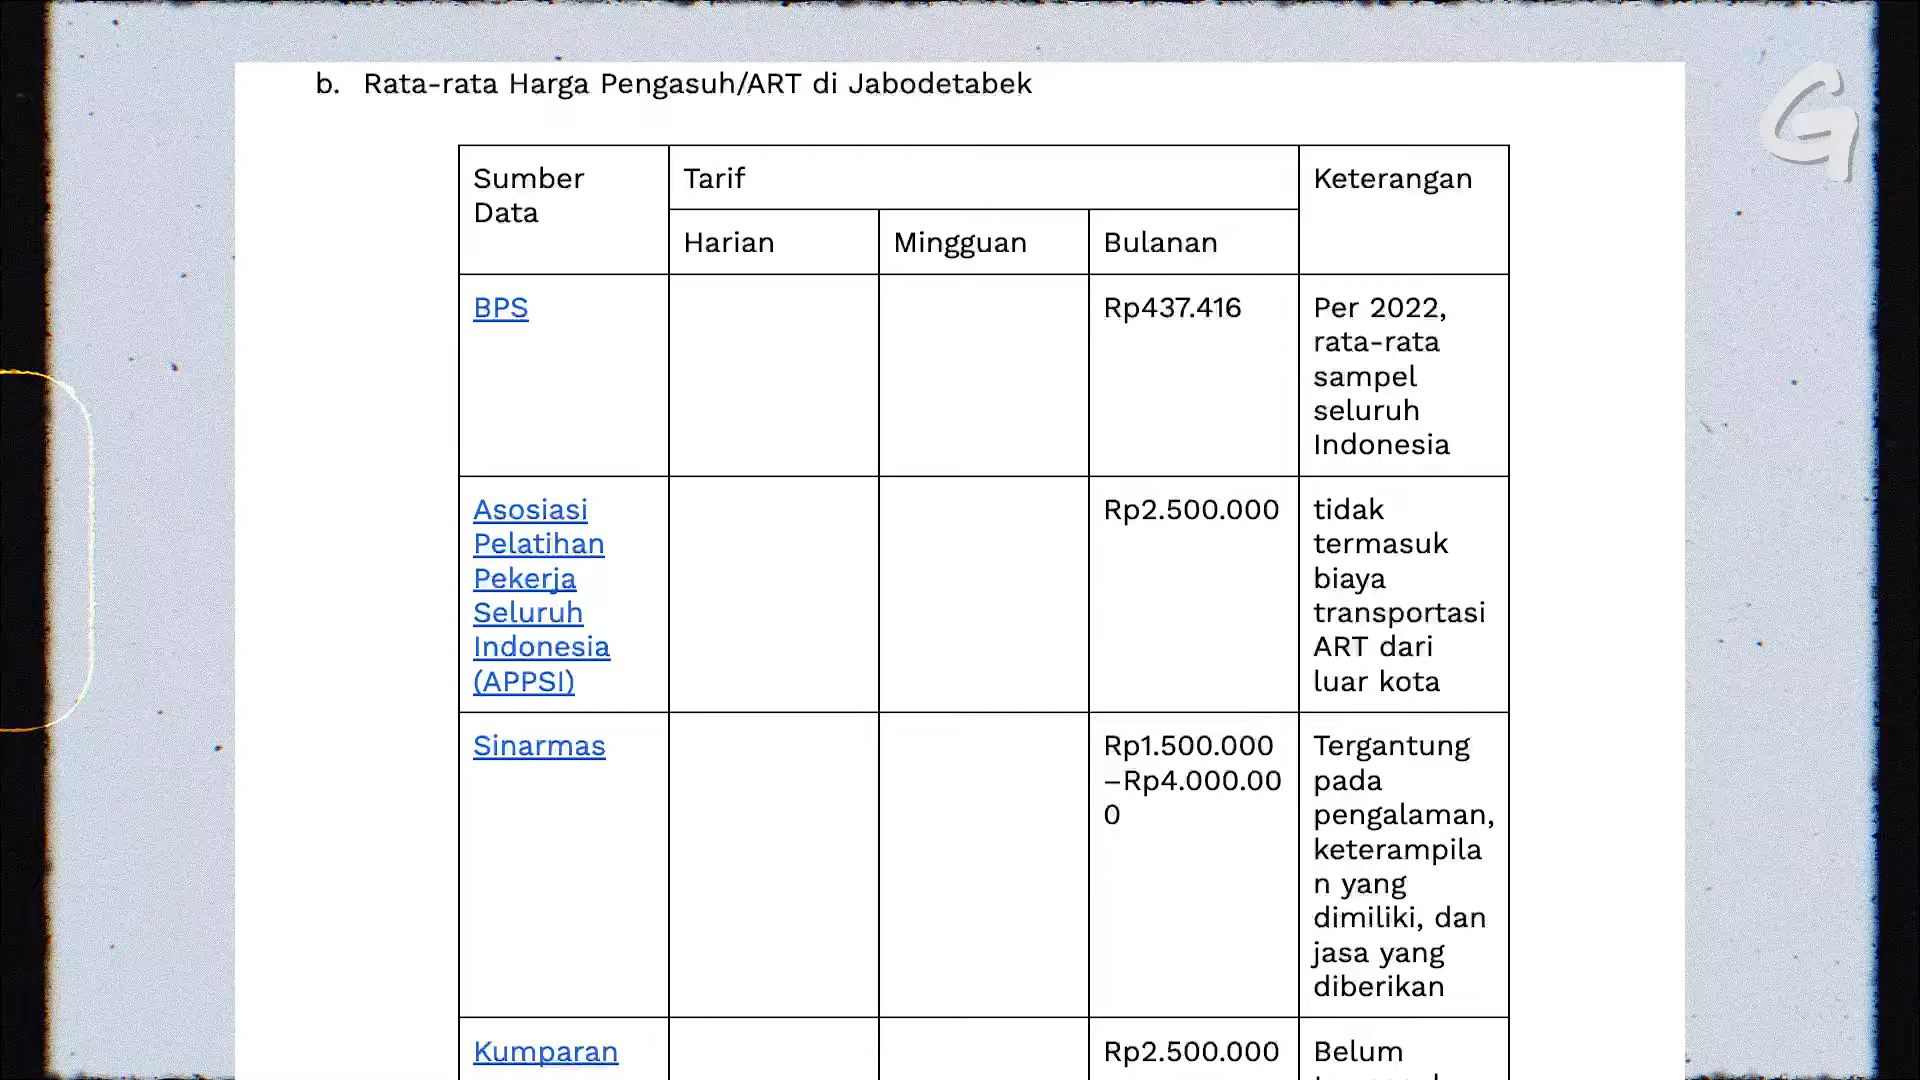 b. Rata-rata Harga Pengasuh/ART di Jabodetabek
Sumber
Data
Tarif
Keterangan
Harian
Mingguan
Bulanan
BPS
Rp437.416
Per 2022,
rata-rata
sampel
seluruh
Indonesia
Asosiasi
Pelatihan
Pekerja
Seluruh
Indonesia
(APPSI)
Rp2.500.000
tidak
termasuk
biaya
transportasi
ART dari
luar kota
Sinarmas
Rp1.500.000
–Rp4.000.00
0
Tergantung
pada
pengalaman,
keterampila
n yang
dimiliki, dan
jasa yang
diberikan
Kumparan
Rp2.500.000
Belum
G